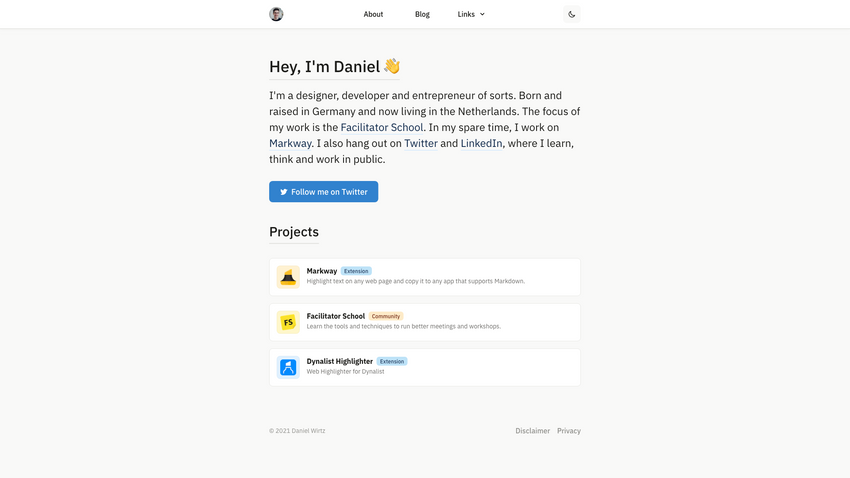 About Blog Links
Hey, I'm Daniel 👋
I'm a designer, developer and entrepreneur of sorts. Born and
raised in Germany and now living in the Netherlands. The focus of
my work is the Facilitator School. In my spare time, I work on
Markway. I also hang out on Twitter and LinkedIn, where I learn,
think and work in public.
Follow me on Twitter
Projects
Markway Extension
Highlight text on any web page and copy it to any app that supports Markdown.
FS
Facilitator School Community
Learn the tools and techniques to run better meetings and workshops.
Dynalist Highlighter Extension
Web Highlighter for Dynalist
© 2021 Daniel Wirtz
Disclaimer Privacy